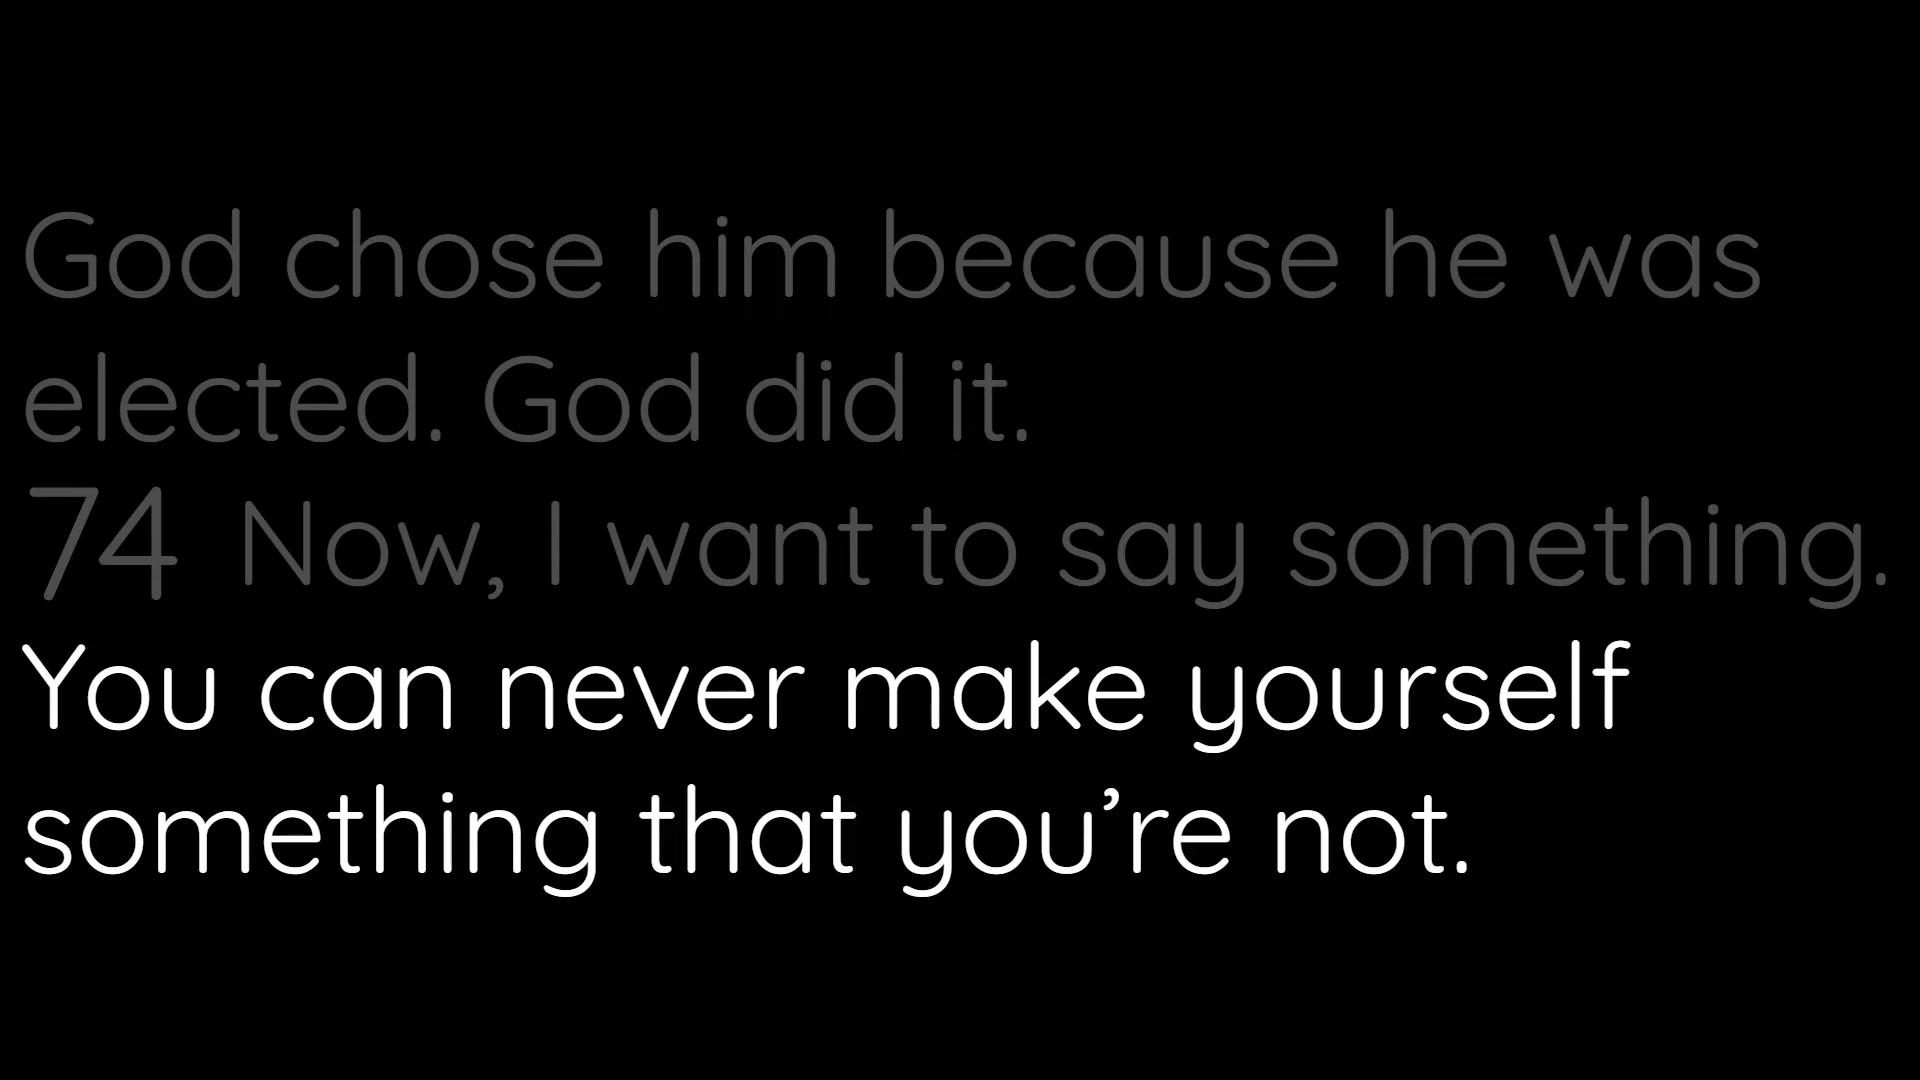 God chose him because he was
elected. God did it.
74 Now, I want to say something.
You can never make yourself
something that you’re not.